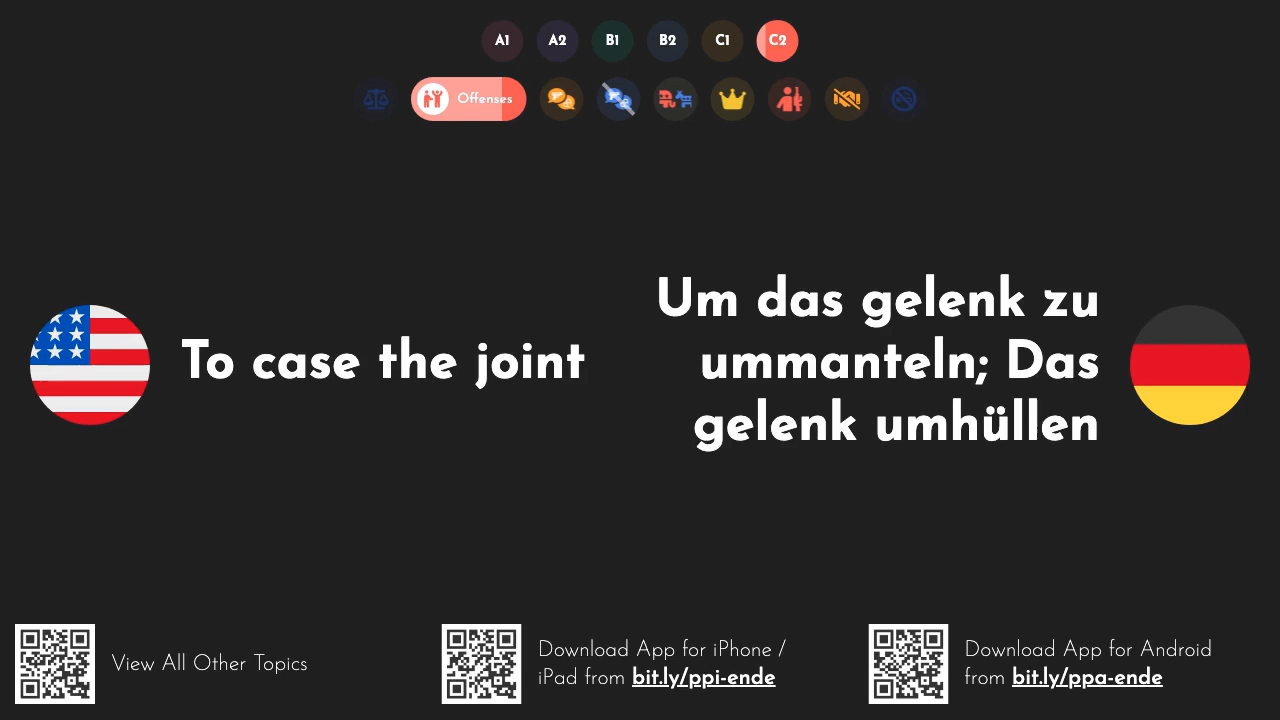 A1 A2 B1 B2 C1 C2
Offenses
To case the joint
Um das gelenk zu
ummanteln; Das
gelenk umhüllen
View All Other Topics
Download App for iPhone /
iPad from bit.ly/ppi-ende
Download App for Android
from bit.ly/ppa-ende